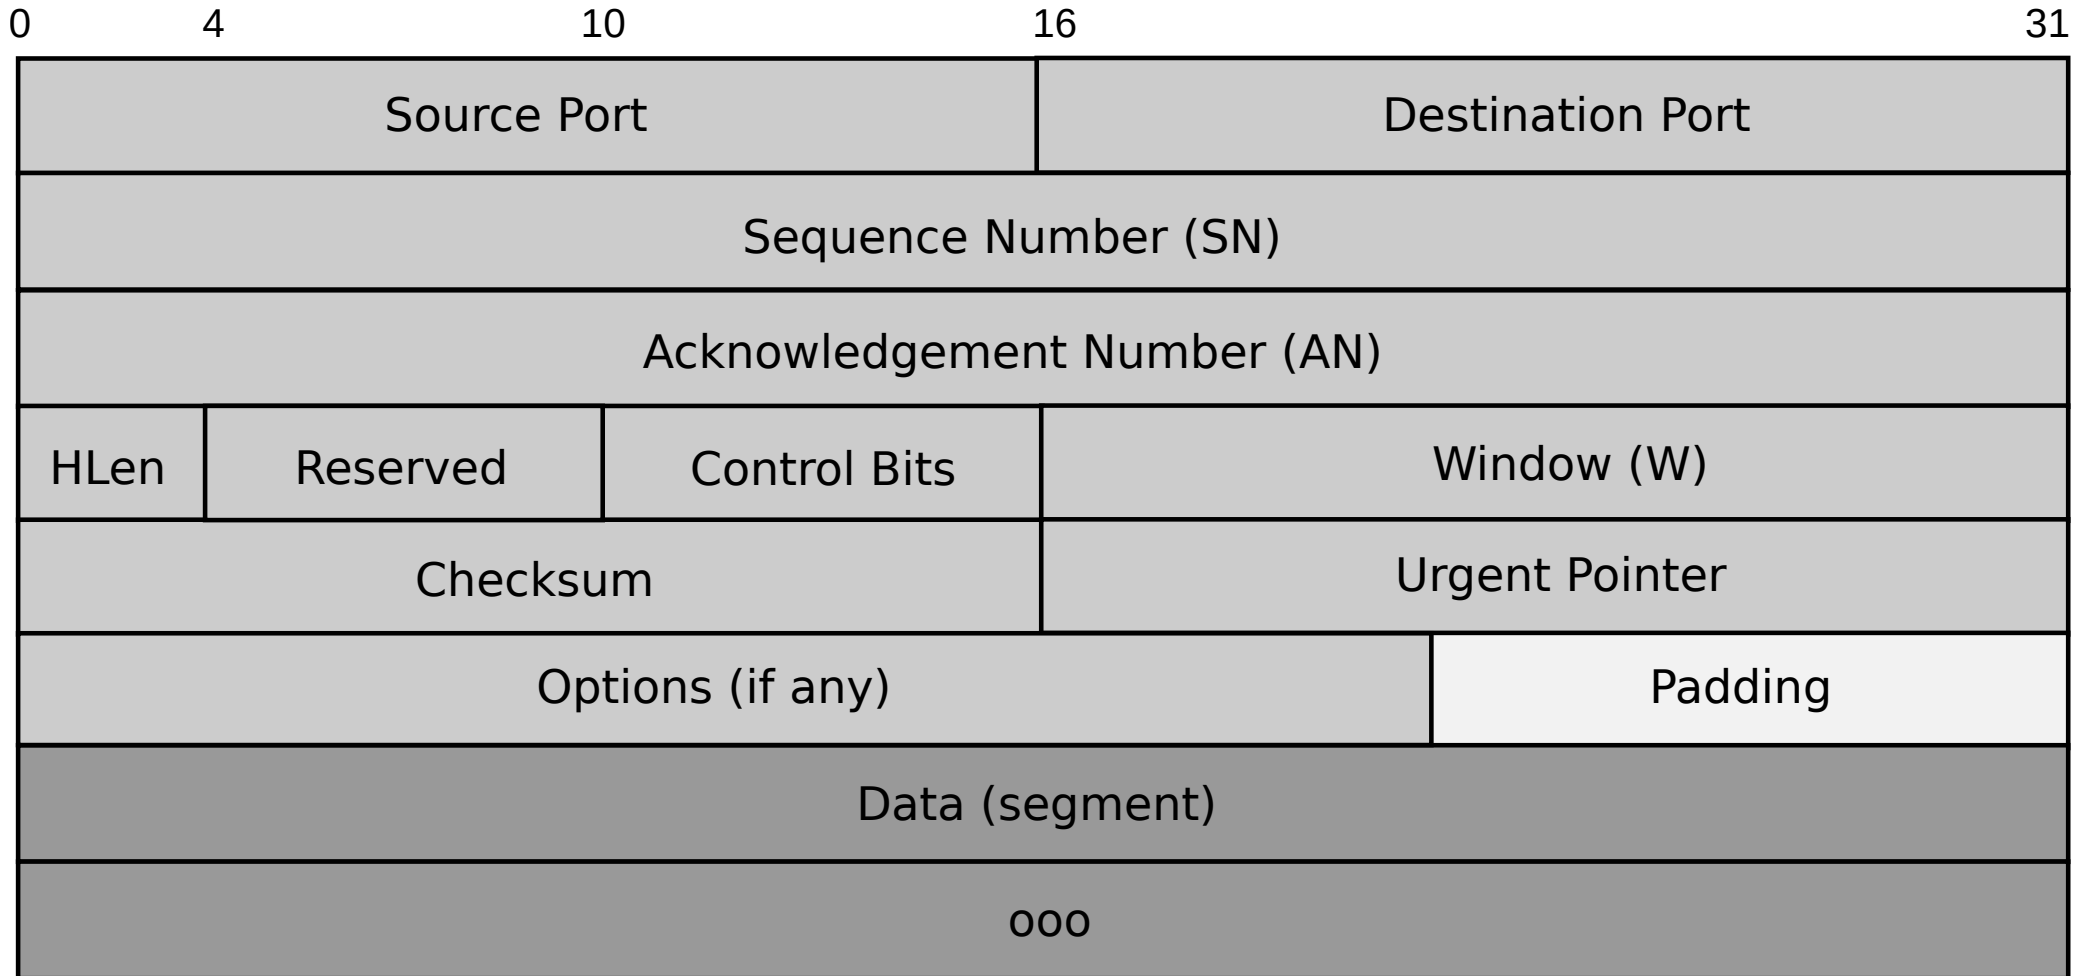 0 4 10 16 31
Source Port Destination Port
Sequence Number (SN)
Acknowledgement Number (AN)
HLen Reserved Control Bits Window (W)
Checksum Urgent Pointer
Options (if any) Padding
Data (segment)
ooo